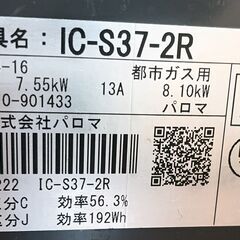 具名: IC-S37-2R
-16
都市ガス用
7.55kW
13A
8.10kW
0-901433
パロマ
式会社パロマ
222 IC-S37-2R
区分C 効率56.3%
区分J 効率192Wh